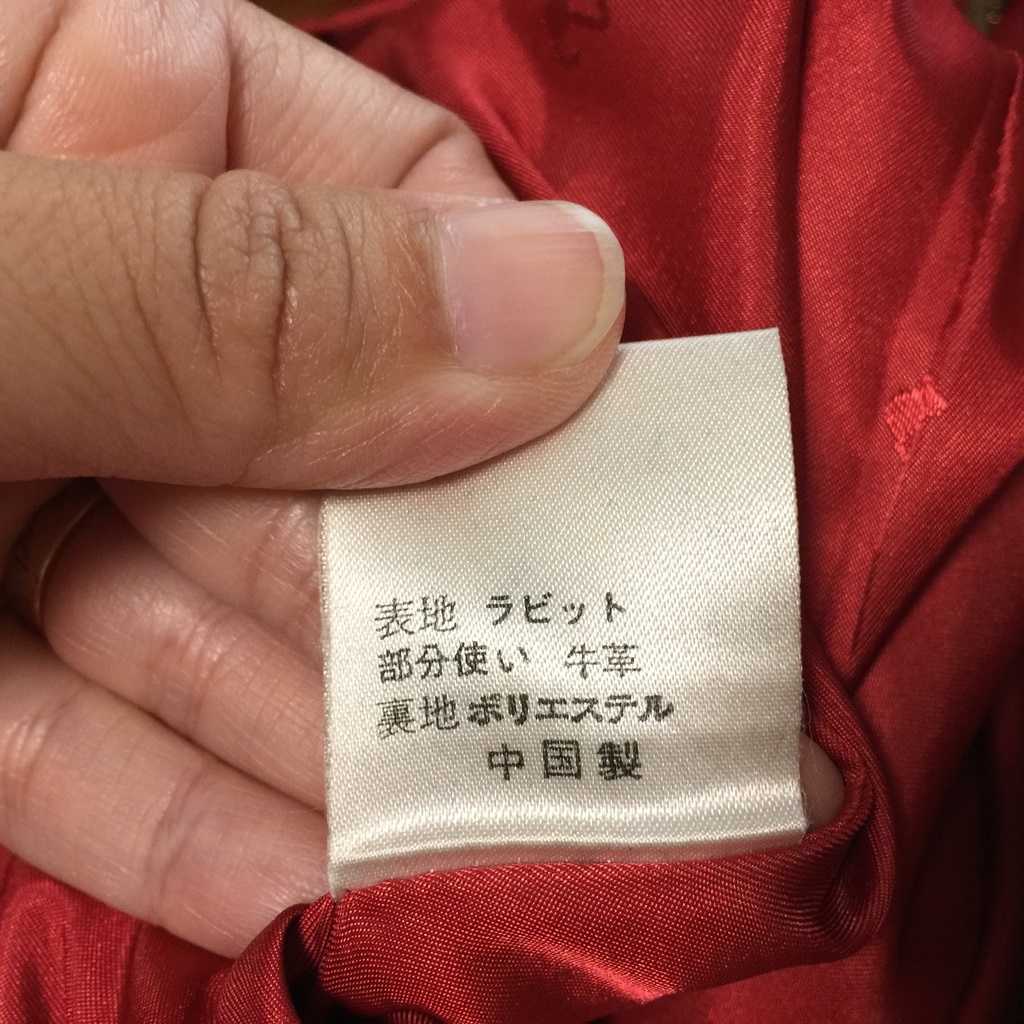 表地 ラビット
部分使い 牛革
裏地 ポリエステル
中国製